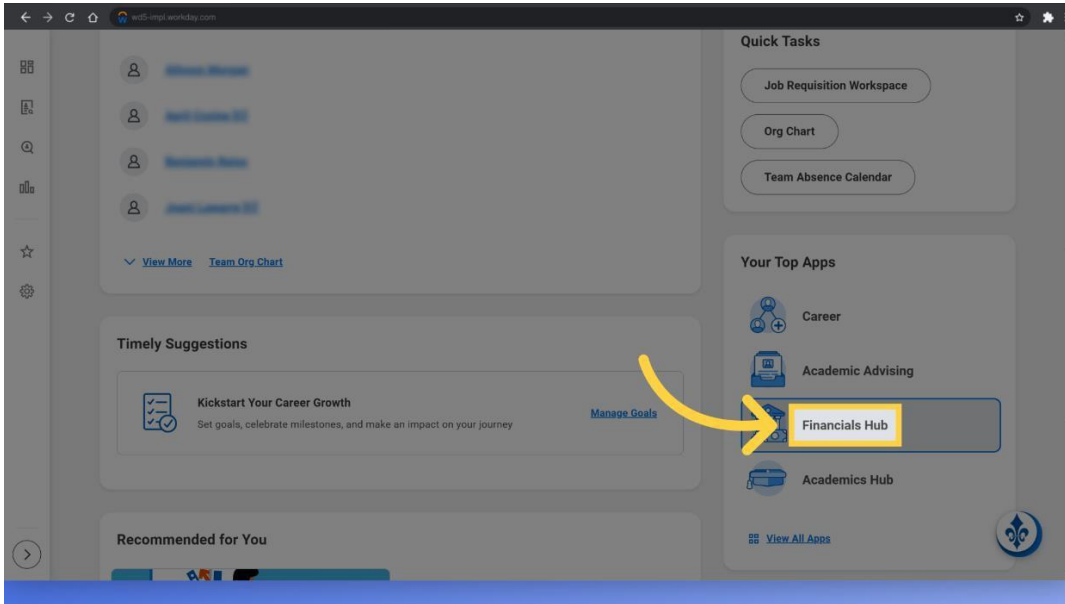 wd5-impl.workday.com
Quick Tasks
Job Requisition Workspace
Org Chart
Team Absence Calendar
View More Team Org Chart
Your Top Apps
Career
Academic Advising
Financials Hub
Academics Hub
View All Apps
Timely Suggestions
Kickstart Your Career Growth
Set goals, celebrate milestones, and make an impact on your journey
Manage Goals
Recommended for You